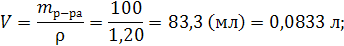 V = m_р−ра / ρ = 100 / 1,20 = 83,3 (мл) = 0,0833 л;